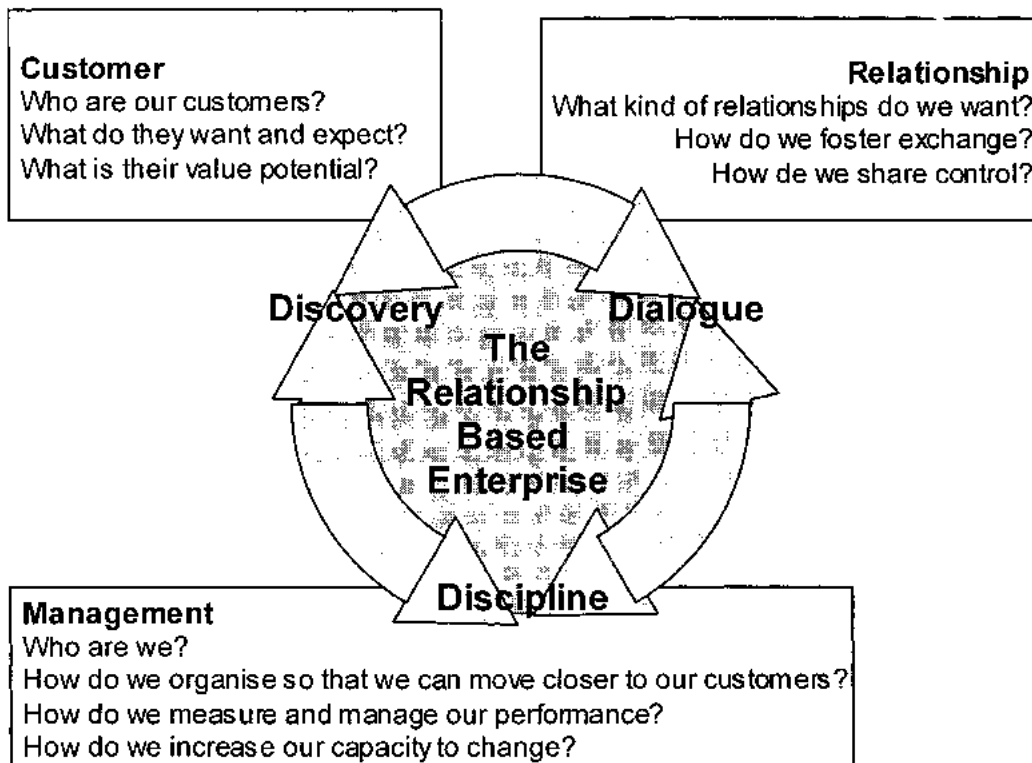 Customer
Who are our customers?
What do they want and expect?
What is their value potential?
Relationship
What kind of relationships do we want?
How do we foster exchange?
How de we share control?
Discovery
Dialogue
The
Relationship
Based
Enterprise
Discipline
Management
Who are we?
How do we organise so that we can move closer to our customers?
How do we measure and manage our performance?
How do we increase our capacity to change?